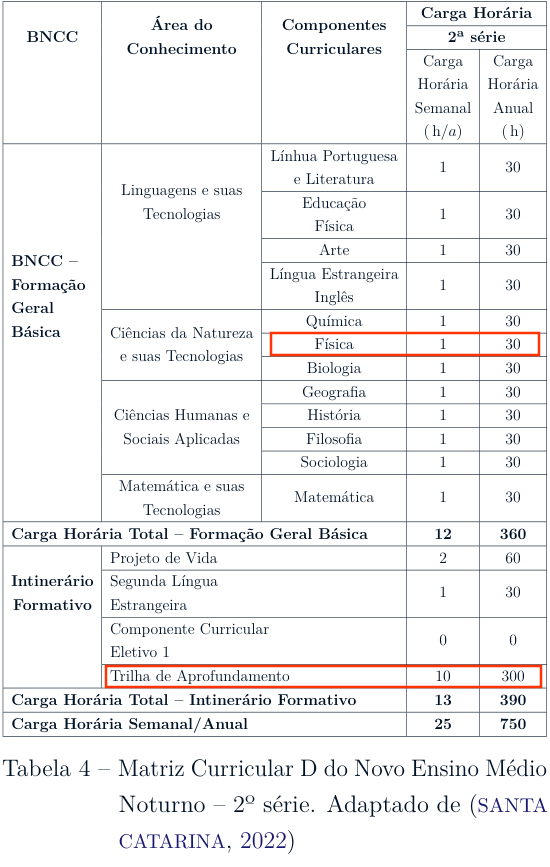 BNCC
Área do
Conhecimento
Componentes
Curriculares
Carga Horária
2ª série
Carga
Horária
Semanal
(h/a)
Carga
Horária
Anual
(h)
BNCC –
Formação
Geral
Básica
Linguagens e suas
Tecnologias
Línhua Portuguesa
e Literatura
1 30
Educação
Física
1 30
Arte 1 30
Língua Estrangeira
Inglês
1 30
Ciências da Natureza
e suas Tecnologias
Química 1 30
Física 1 30
Biologia 1 30
Ciências Humanas e
Sociais Aplicadas
Geografia 1 30
História 1 30
Filosofia 1 30
Sociologia 1 30
Matemática e suas
Tecnologias
Matemática 1 30
Carga Horária Total – Formação Geral Básica 12 360
Intinerário
Formativo
Projeto de Vida 2 60
Segunda Língua
Estrangeira
1 30
Componente Curricular
Eletivo 1
0 0
Trilha de Aprofundamento 10 300
Carga Horária Total – Intinerário Formativo 13 390
Carga Horária Semanal/Anual 25 750
Tabela 4 – Matriz Curricular D do Novo Ensino Médio
Noturno – 2º série. Adaptado de (SANTA
CATARINA, 2022)